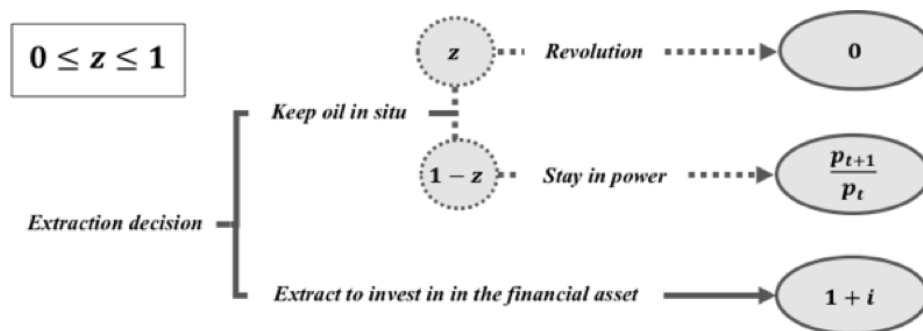 0 ≤ z ≤ 1
z
Revolution
0
Keep oil in situ
1 − z
Stay in power
p_{t+1}
p_t
Extraction decision
Extract to invest in in the financial asset
1 + i